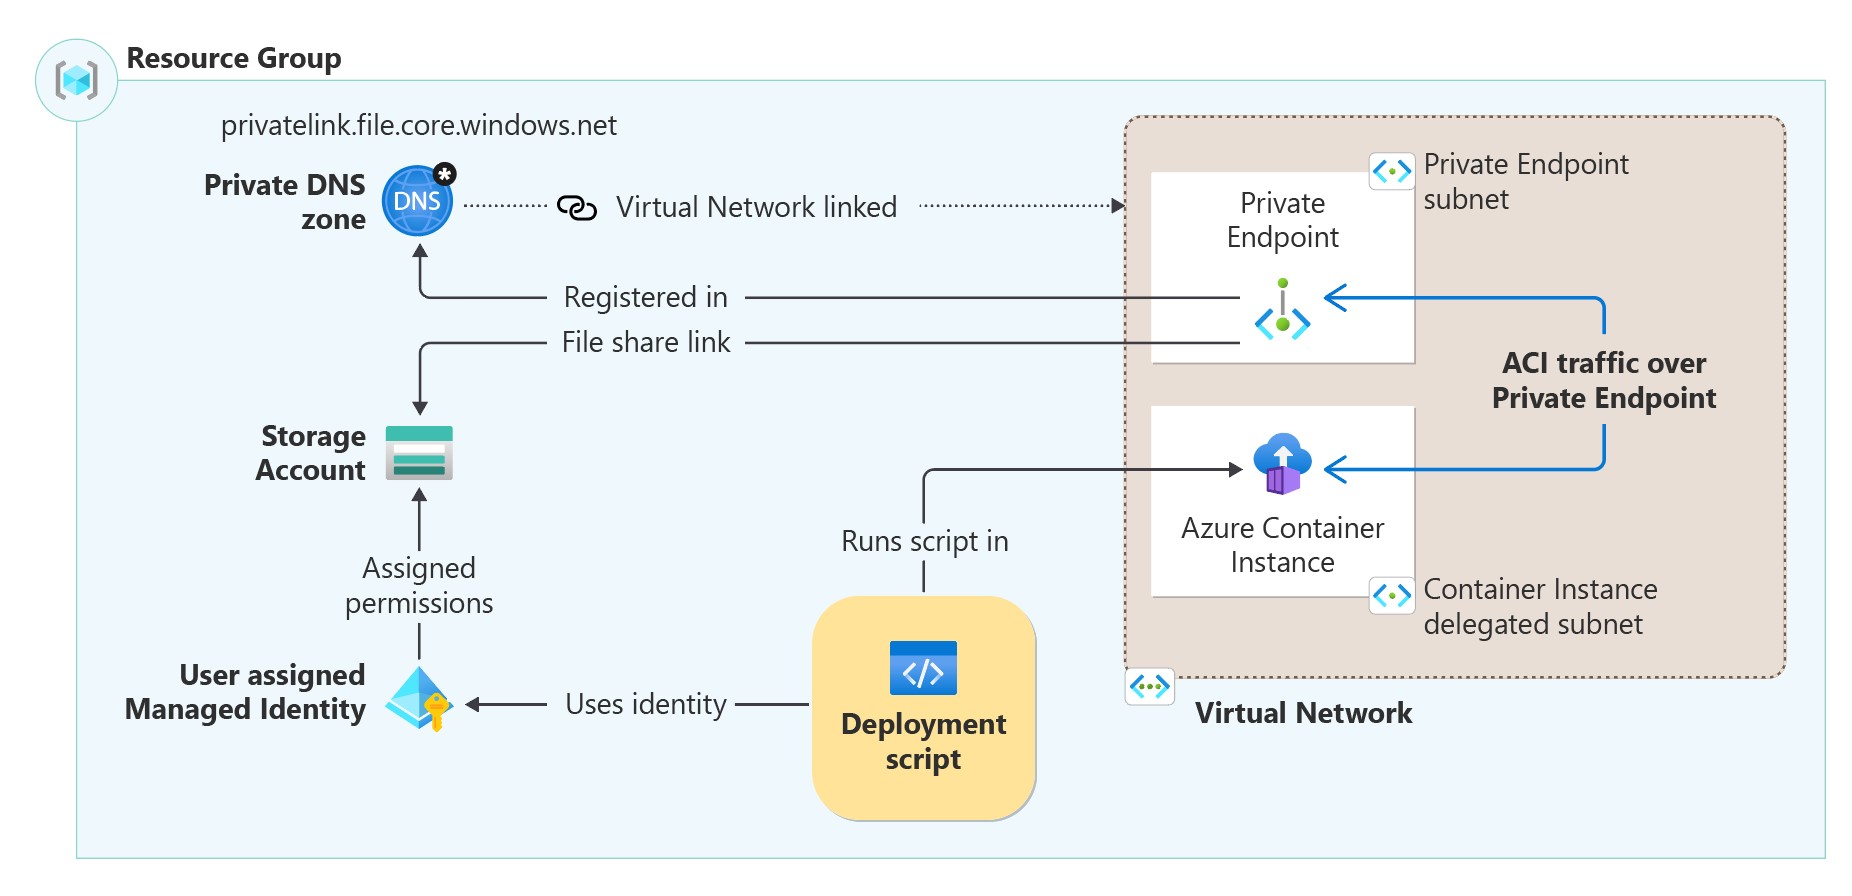 Resource Group
privatelink.file.core.windows.net
Private DNS
zone
DNS
*
Virtual Network linked
Private Endpoint
subnet
Private
Endpoint
Registered in
File share link
ACI traffic over
Private Endpoint
Storage
Account
Azure Container
Instance
Runs script in
Container Instance
delegated subnet
Assigned
permissions
User assigned
Managed Identity
Uses identity
</>
Deployment
script
Virtual Network